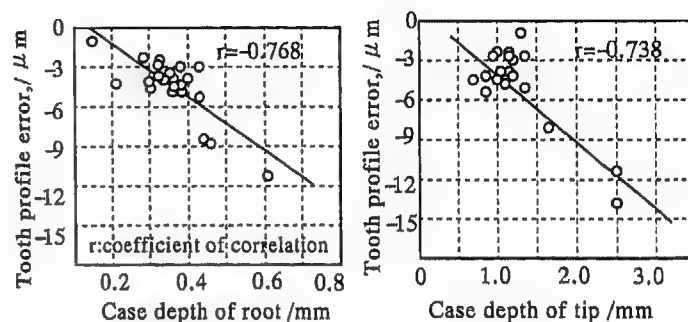 0
-3
-6
-9
-12
-15
Tooth profile error,/μm
r=-0.768
r:coefficient of correlation
0.2
0.4
0.6
0.8
Case depth of root /mm
0
-3
-6
-9
-12
-15
Tooth profile error,/μm
r=-0.738
0
1.0
2.0
3.0
Case depth of tip/mm